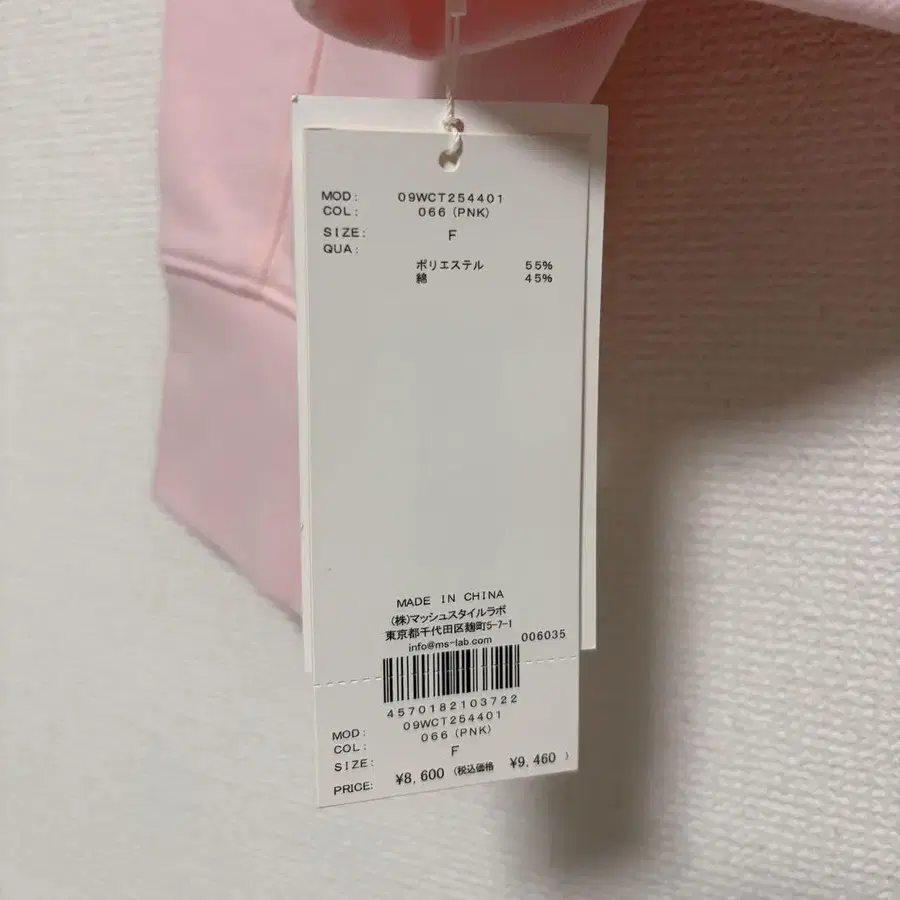 MOD: 09WCT254401
COL: 066 (PNK)
SIZE: F
QUA:
ポリエステル 55%
綿 45%
MADE IN CHINA
(株)マッシュスタイルラボ
東京都千代田区麹町5-7-1
info@ms-lab.com 006035
4570182103722
MOD: 09WCT254401
COL: 066 (PNK)
SIZE: F
PRICE: ¥8,600 (税込価格 ¥9,460 )